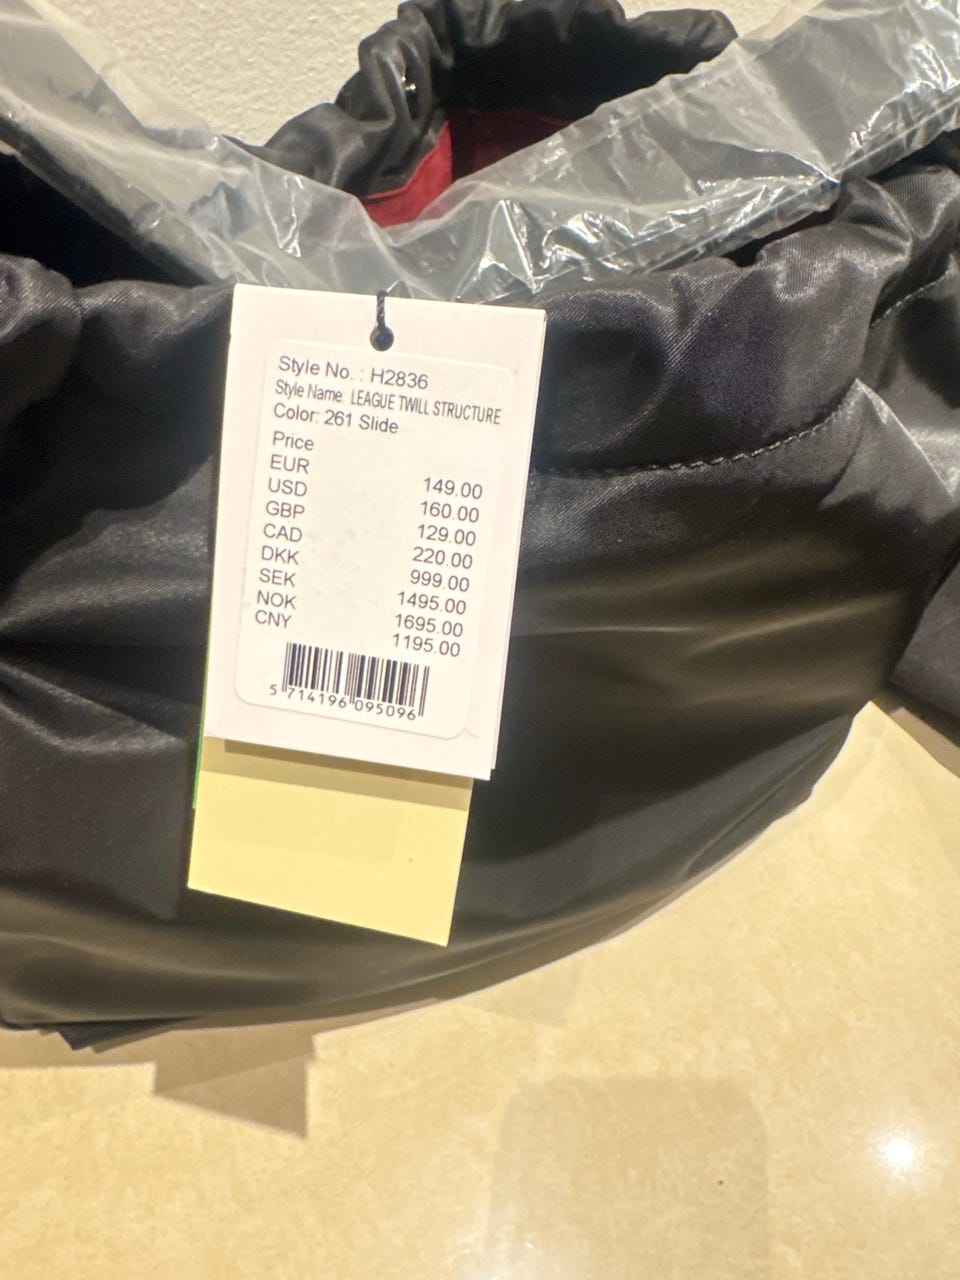 Style No. : H2836
Style Name: LEAGUE TWILL STRUCTURE
Color: 261 Slide
Price
EUR 149.00
USD 160.00
GBP 129.00
CAD 220.00
DKK 999.00
SEK 1495.00
NOK 1695.00
CNY 1195.00
5 714196 095096